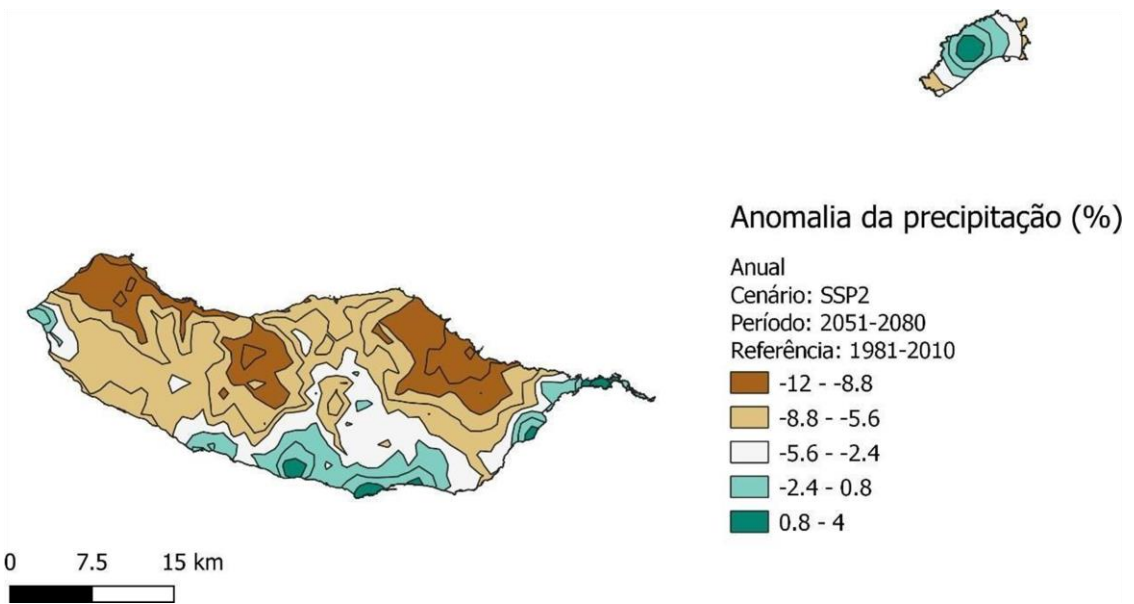 Anomalia da precipitação (%)
Anual
Cenário: SSP2
Período: 2051-2080
Referência: 1981-2010
-12 - -8.8
-8.8 - -5.6
-5.6 - -2.4
-2.4 - 0.8
0.8 - 4
0 7.5 15 km